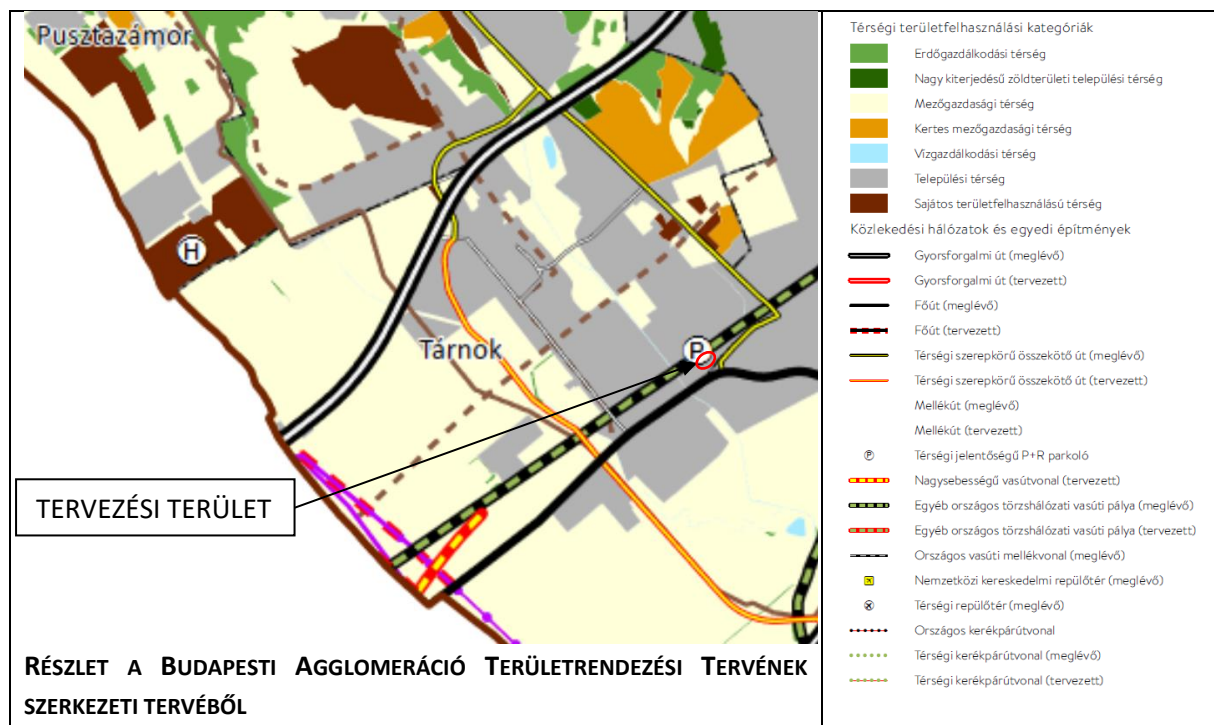 Pusztazámor
H
Tárnok
P
TERVEZÉSI TERÜLET
RÉSZLET A BUDAPESTI AGGLOMERÁCIÓ TERÜLETRENDEZÉSI TERVÉNEK
SZERKEZETI TERVÉBŐL
Térségi területfelhasználási kategóriák
Erdőgazdálkodási térség
Nagy kiterjedésű zöldterületi települési térség
Mezőgazdasági térség
Kertes mezőgazdasági térség
Vízgazdálkodási térség
Települési térség
Sajátos területfelhasználású térség
Közlekedési hálózatok és egyedi építmények
Gyorsforgalmi út (meglévő)
Gyorsforgalmi út (tervezett)
Főút (meglévő)
Főút (tervezett)
Térségi szerepkörű összekötő út (meglévő)
Térségi szerepkörű összekötő út (tervezett)
Mellékút (meglévő)
Mellékút (tervezett)
P Térségi jelentőségű P+R parkoló
Nagysebességű vasútvonal (tervezett)
Egyéb országos törzshálózati vasúti pálya (meglévő)
Egyéb országos törzshálózati vasúti pálya (tervezett)
Országos vasúti mellékvonal (meglévő)
Nemzetközi kereskedelmi repülőtér (meglévő)
Térségi repülőtér (meglévő)
Országos kerékpárútvonal
Térségi kerékpárútvonal (meglévő)
Térségi kerékpárútvonal (tervezett)